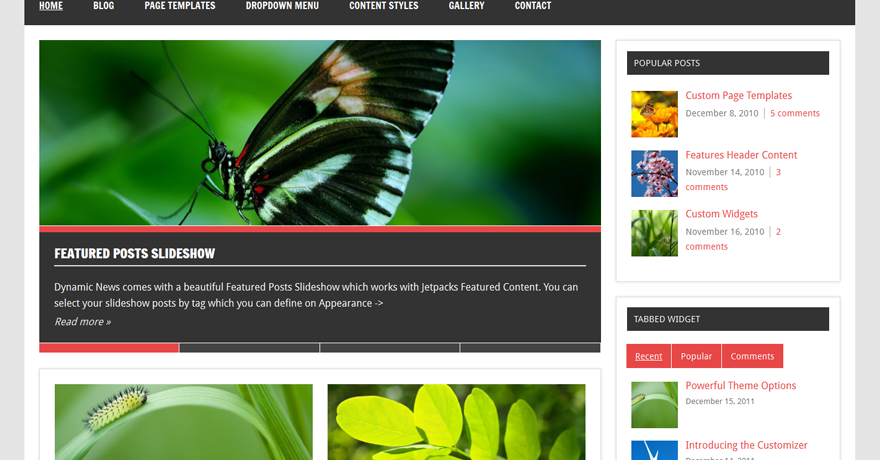 HOME BLOG PAGE TEMPLATES DROPDOWN MENU CONTENT STYLES GALLERY CONTACT
FEATURED POSTS SLIDESHOW
Dynamic News comes with a beautiful Featured Posts Slideshow which works with Jetpacks Featured Content. You can
select your slideshow posts by tag which you can define on Appearance ->
Read more »
POPULAR POSTS
Custom Page Templates
December 8, 2010 5 comments
Features Header Content
November 14, 2010 3
comments
Custom Widgets
November 16, 2010 2
comments
TABBED WIDGET
Recent Popular Comments
Powerful Theme Options
December 15, 2011
Introducing the Customizer